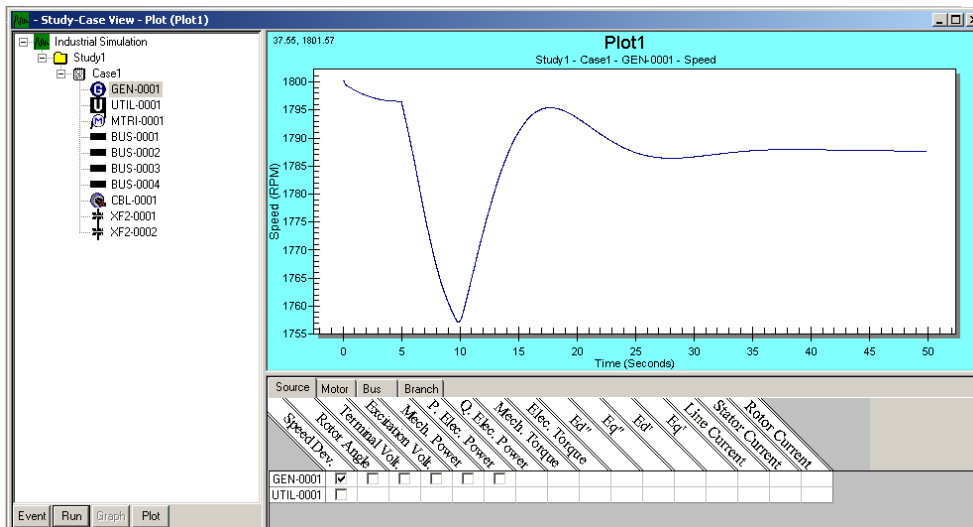 - Study-Case View - Plot (Plot1)
Industrial Simulation
Study1
Case1
G GEN-0001
U UTIL-0001
M MTRI-0001
BUS-0001
BUS-0002
BUS-0003
BUS-0004
CBL-0001
XF2-0001
XF2-0002
Event Run Graph Plot
37.55, 1801.57
Plot1
Study1 - Case1 - GEN-0001 - Speed
Speed (RPM)
1800
1795
1790
1785
1780
1775
1770
1765
1760
1755
0 5 10 15 20 25 30 35 40 45 50
Time (Seconds)
Source Motor Bus Branch
Speed Dev.
Rotor Angle
Terminal Volt.
Excitation Volt.
Mech. Power
P. Elec. Power
Q. Elec. Power
Mech. Torque
Elec. Torque
Ed''
Eq''
Ed'
Eq'
Line Current
Stator Current
Rotor Current
GEN-0001
UTIL-0001